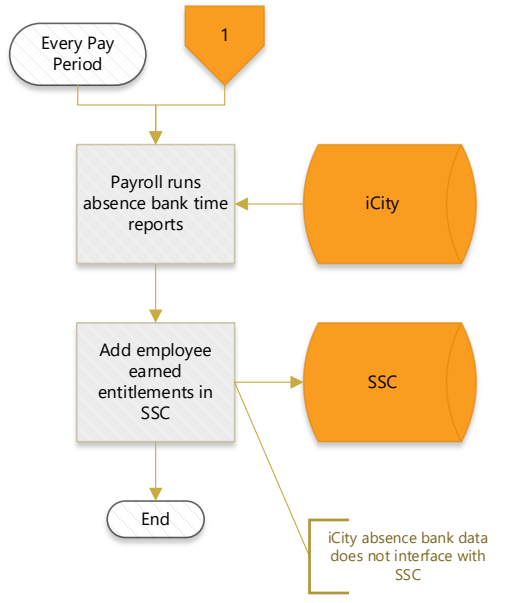 Every Pay
Period
1
Payroll runs
absence bank time
reports
iCity
Add employee
earned
entitlements in
SSC
SSC
End
iCity absence bank data
does not interface with
SSC